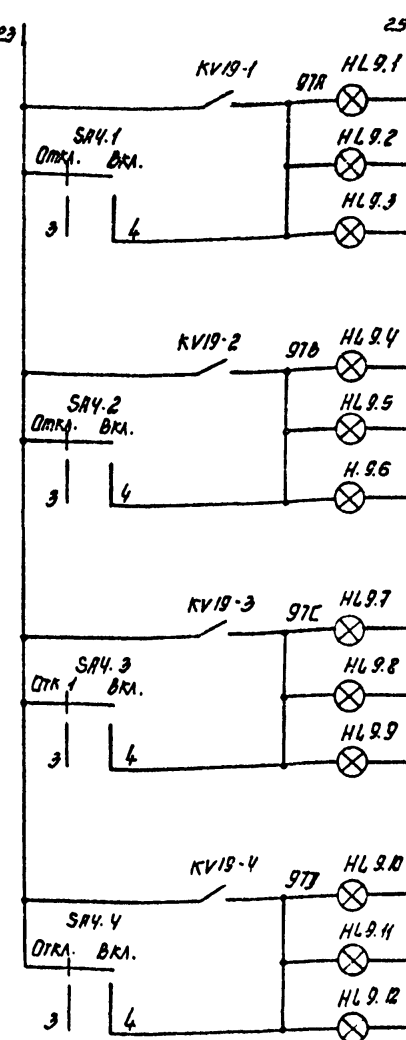 23
25
KV19-1
97A
HL9.1
SA4.1
HL9.2
Откл. Вкл.
HL9.3
3
4
KV19-2
97B
HL9.4
SA4.2
HL9.5
Откл. Вкл.
H.9.6
3
4
KV19-3
97C
HL9.7
SA4.3
HL9.8
Вкл.
HL9.9
3
4
KV19-4
HL9.10
SA4.4
HL9.11
Откл. Вкл.
HL9.12
3
4